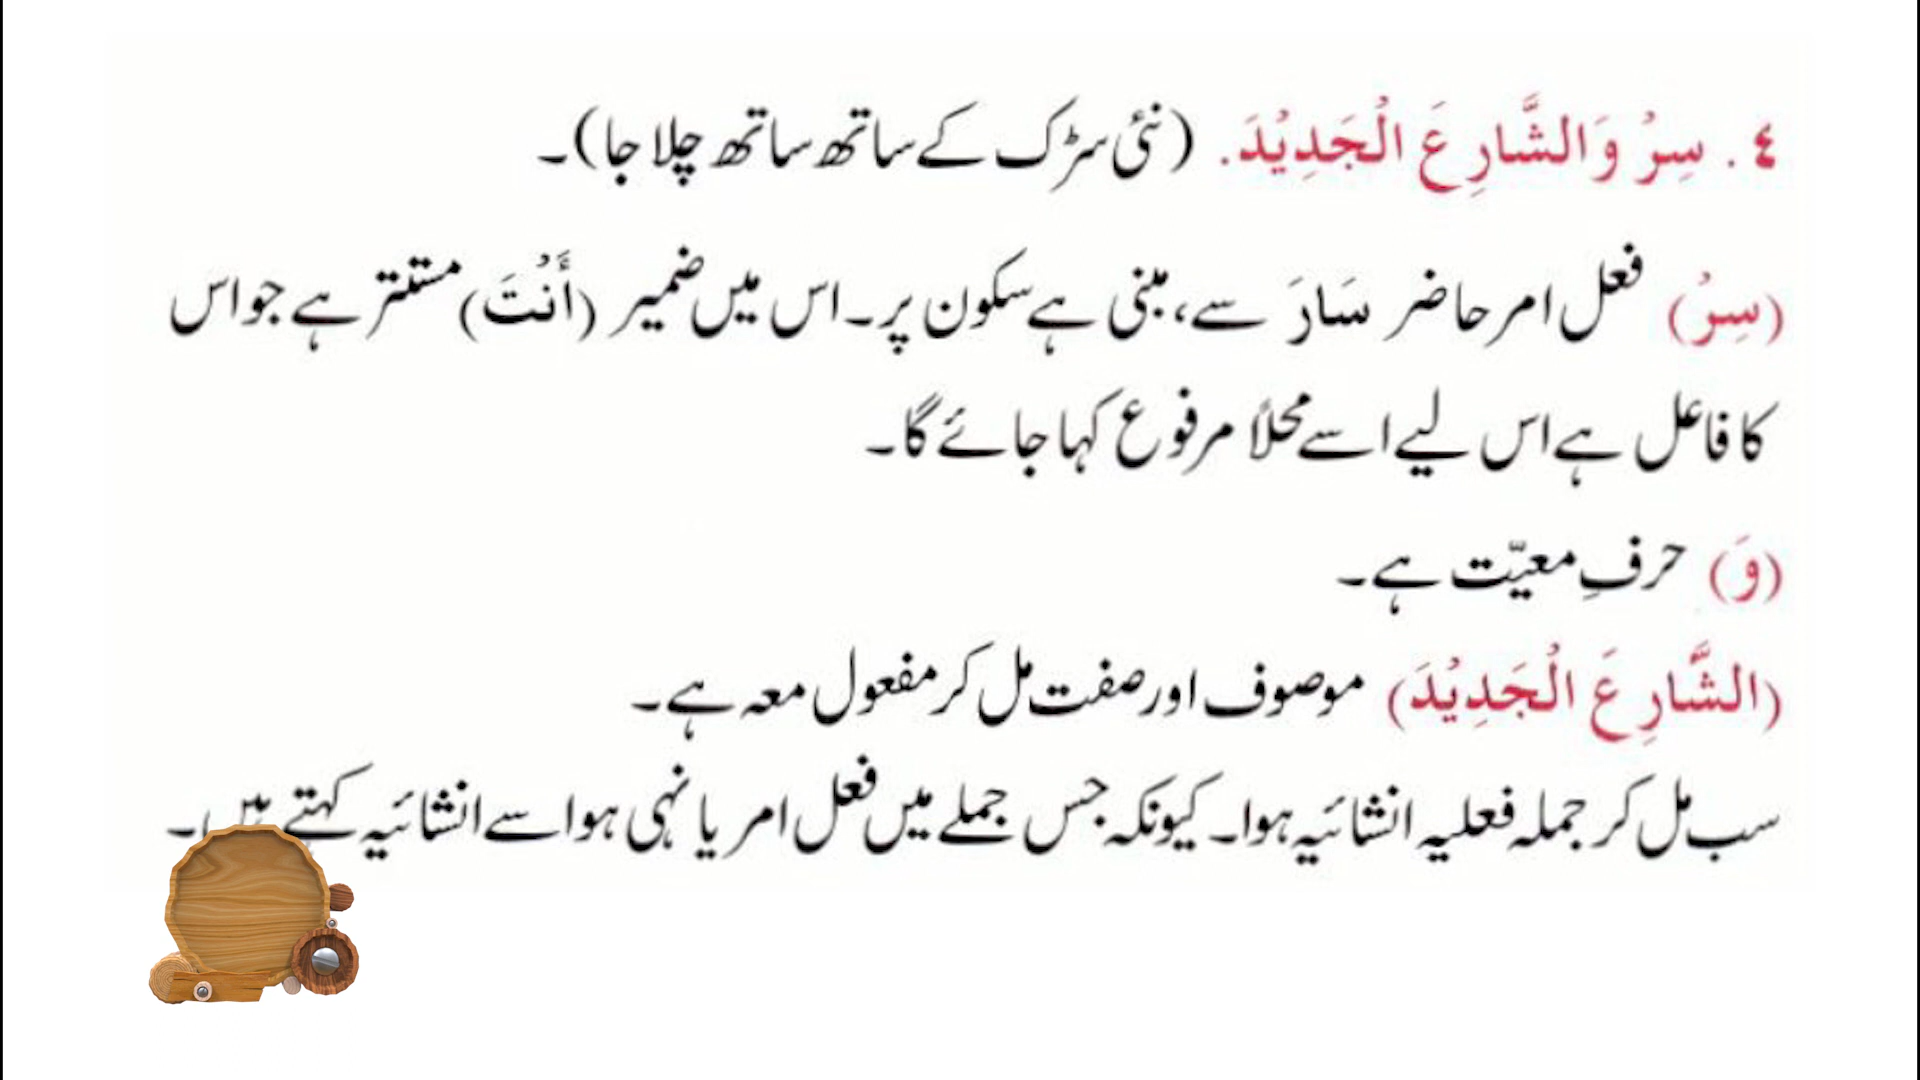 ٤. سِرْ وَالشَّارِعَ الْجَدِيْدَ. (نئی سڑک کے ساتھ ساتھ چلا جا)۔
(سِرْ) فعل امر حاضر سَارَ سے، مبنی ہے سکون پر۔ اس میں ضمیر (أَنْتَ) مستتر ہے جو اس
کا فاعل ہے اس لیے اسے محلاً مرفوع کہا جائے گا۔
(وَ) حرفِ معیّت ہے۔
(الشَّارِعَ الْجَدِيْدَ) موصوف اور صفت مل کر مفعول معہ ہے۔
سب مل کر جملہ فعلیہ انشائیہ ہوا۔ کیونکہ جس جملے میں فعل امر یا نہی ہو اسے انشائیہ کہتے ہیں۔